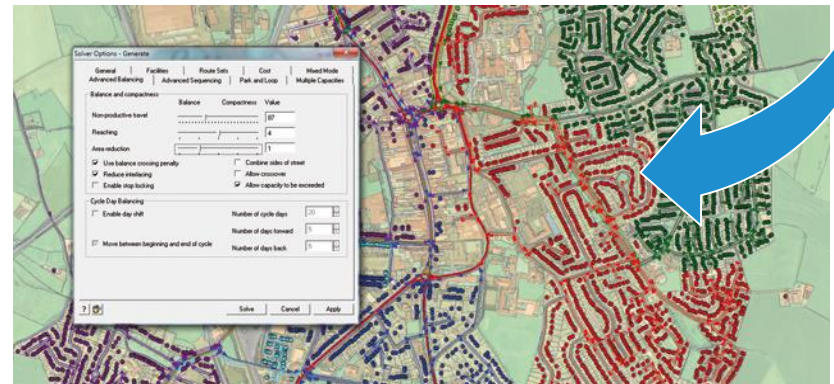 Solver Options - Generate
General Facilities Route Sets Cost Mixed Mode
Advanced Balancing Advanced Sequencing Park and Loop Multiple Capacities
Balance and compactness
Balance Compactness Value
Non-productive travel 87
Reaching 4
Area reduction 1
Use balance crossing penalty Combine sides of street
Reduce interlacing Allow crossover
Enable stop locking Allow capacity to be exceeded
Cycle Day Balancing
Enable day shift Number of cycle days 20
Number of days forward 5
Move between beginning and end of cycle Number of days back 5
? Solve Cancel Apply